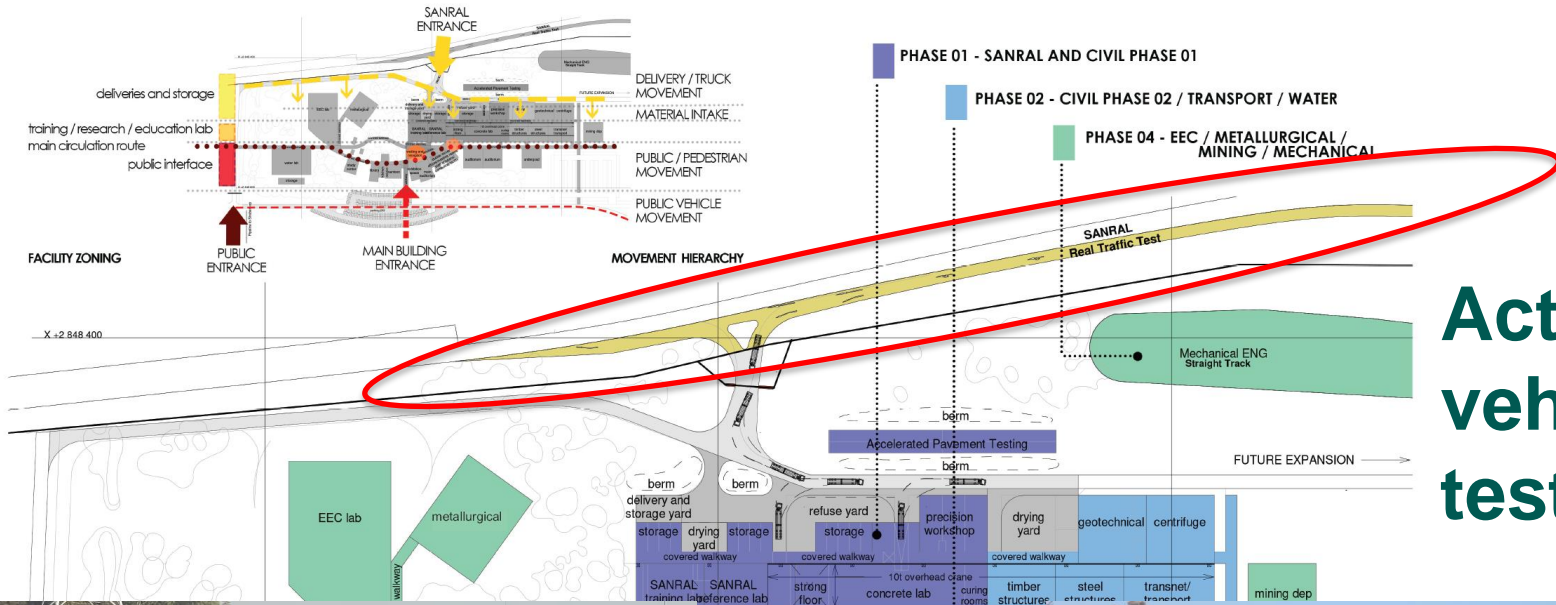 SANRAL
ENTRANCE
deliveries and storage
training / research / education lab
main circulation route
public interface
DELIVERY / TRUCK
MOVEMENT
MATERIAL INTAKE
PUBLIC / PEDESTRIAN
MOVEMENT
PUBLIC VEHICLE
MOVEMENT
PUBLIC
ENTRANCE
MAIN BUILDING
ENTRANCE
FACILITY ZONING
MOVEMENT HIERARCHY
PHASE 01 - SANRAL AND CIVIL PHASE 01
PHASE 02 - CIVIL PHASE 02 / TRANSPORT / WATER
PHASE 04 - EEC / METALLURGICAL /
MINING / MECHANICAL
SANRAL
Real Traffic Test
X +2 848 400
Mechanical ENG
Straight Track
Act
veh
test
berm
Accelerated Pavement Testing
berm
FUTURE EXPANSION
EEC lab
metallurgical
walkway
berm
berm
delivery and
storage yard
refuse yard
storage
drying
yard
storage
storage
precision
workshop
drying
yard
geotechnical
centrifuge
covered walkway
covered walkway
covered walkway
10t overhead crane
SANRAL
training lab
SANRAL
reference lab
strong
floor
concrete lab
curing
rooms
timber
structures
steel
structures
transnet/
transport
mining dep